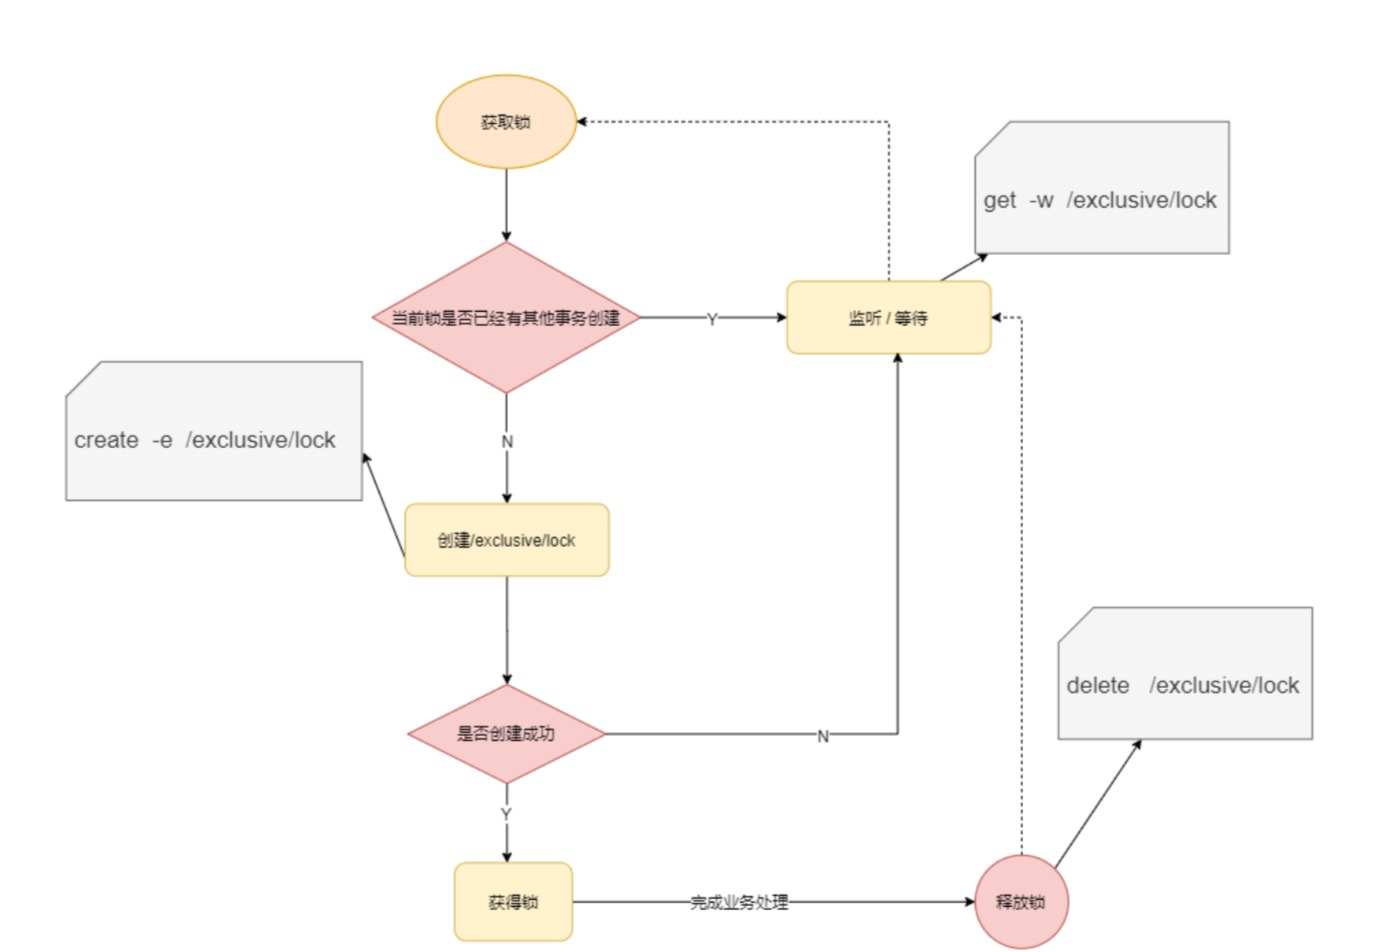 获取锁
get -w /exclusive/lock
当前锁是否已经有其他事务创建
Y
监听 / 等待
create -e /exclusive/lock
N
创建/exclusive/lock
delete /exclusive/lock
是否创建成功
N
Y
获得锁
完成业务处理
释放锁